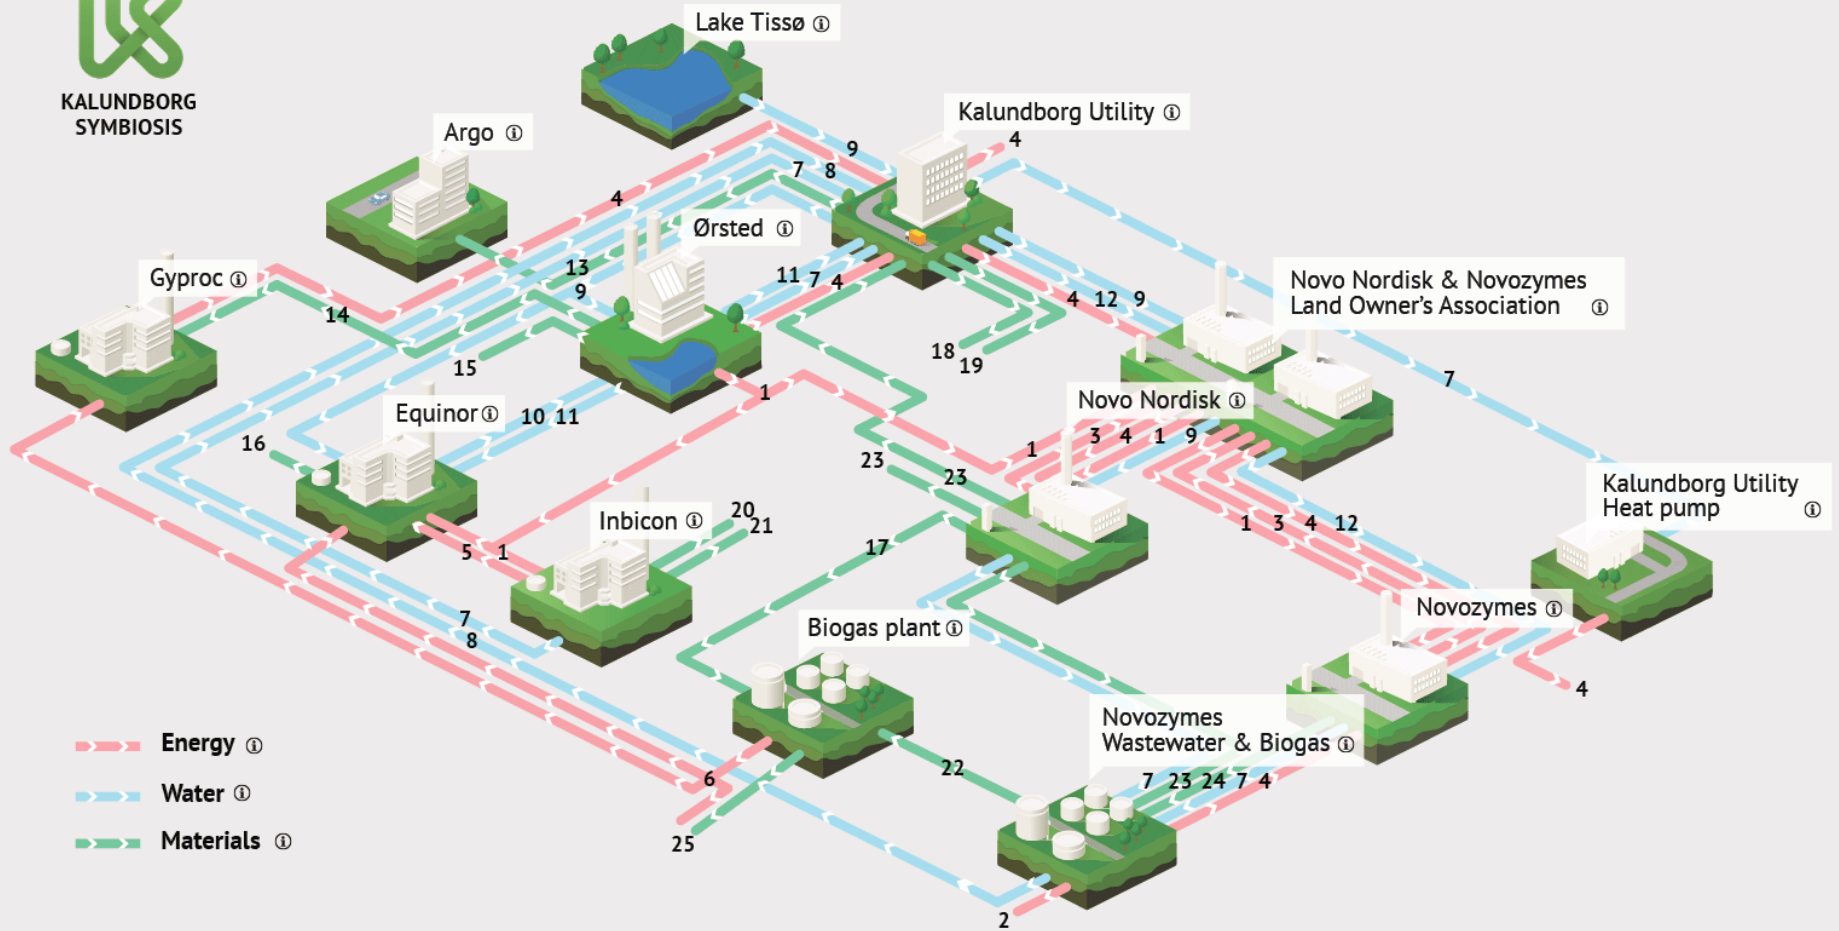 KALUNDBORG
SYMBIOSIS
Lake Tissø
Kalundborg Utility
4
Argo
9
7 8
4
Ørsted
Gyproc
13
9
11 7 4
Novo Nordisk & Novozymes
Land Owner's Association
14
4 12 9
18
19
15
7
1
Novo Nordisk
Equinor
10 11
16
1 3 4 1 9
23
23
Kalundborg Utility
Heat pump
Inbicon
20
21
5 1
17
1 3 4 12
7
8
Biogas plant
Novozymes
4
Novozymes
Wastewater & Biogas
Energy
Water
Materials
6
22
7 23 24 7 4
25
2